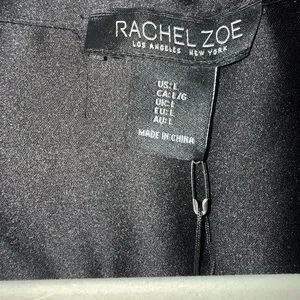 RACHEL ZOE
LOS ANGELES NEW YORK
US:L
CA:L/G
UK:L
EU:L
AU:L
MADE IN CHINA